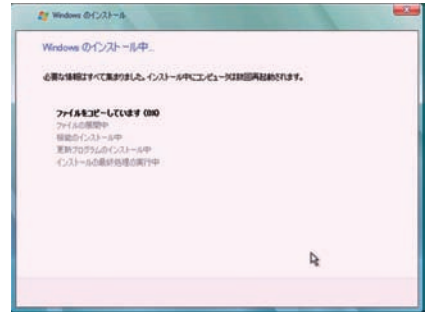 Windows のインストール
Windows のインストール中...
必要な情報はすべて集まりました。インストール中にコンピュータは数回再起動されます。
ファイルをコピーしています (0%)
ファイルの展開中
機能のインストール中
更新プログラムのインストール中
インストールの最終処理の実行中